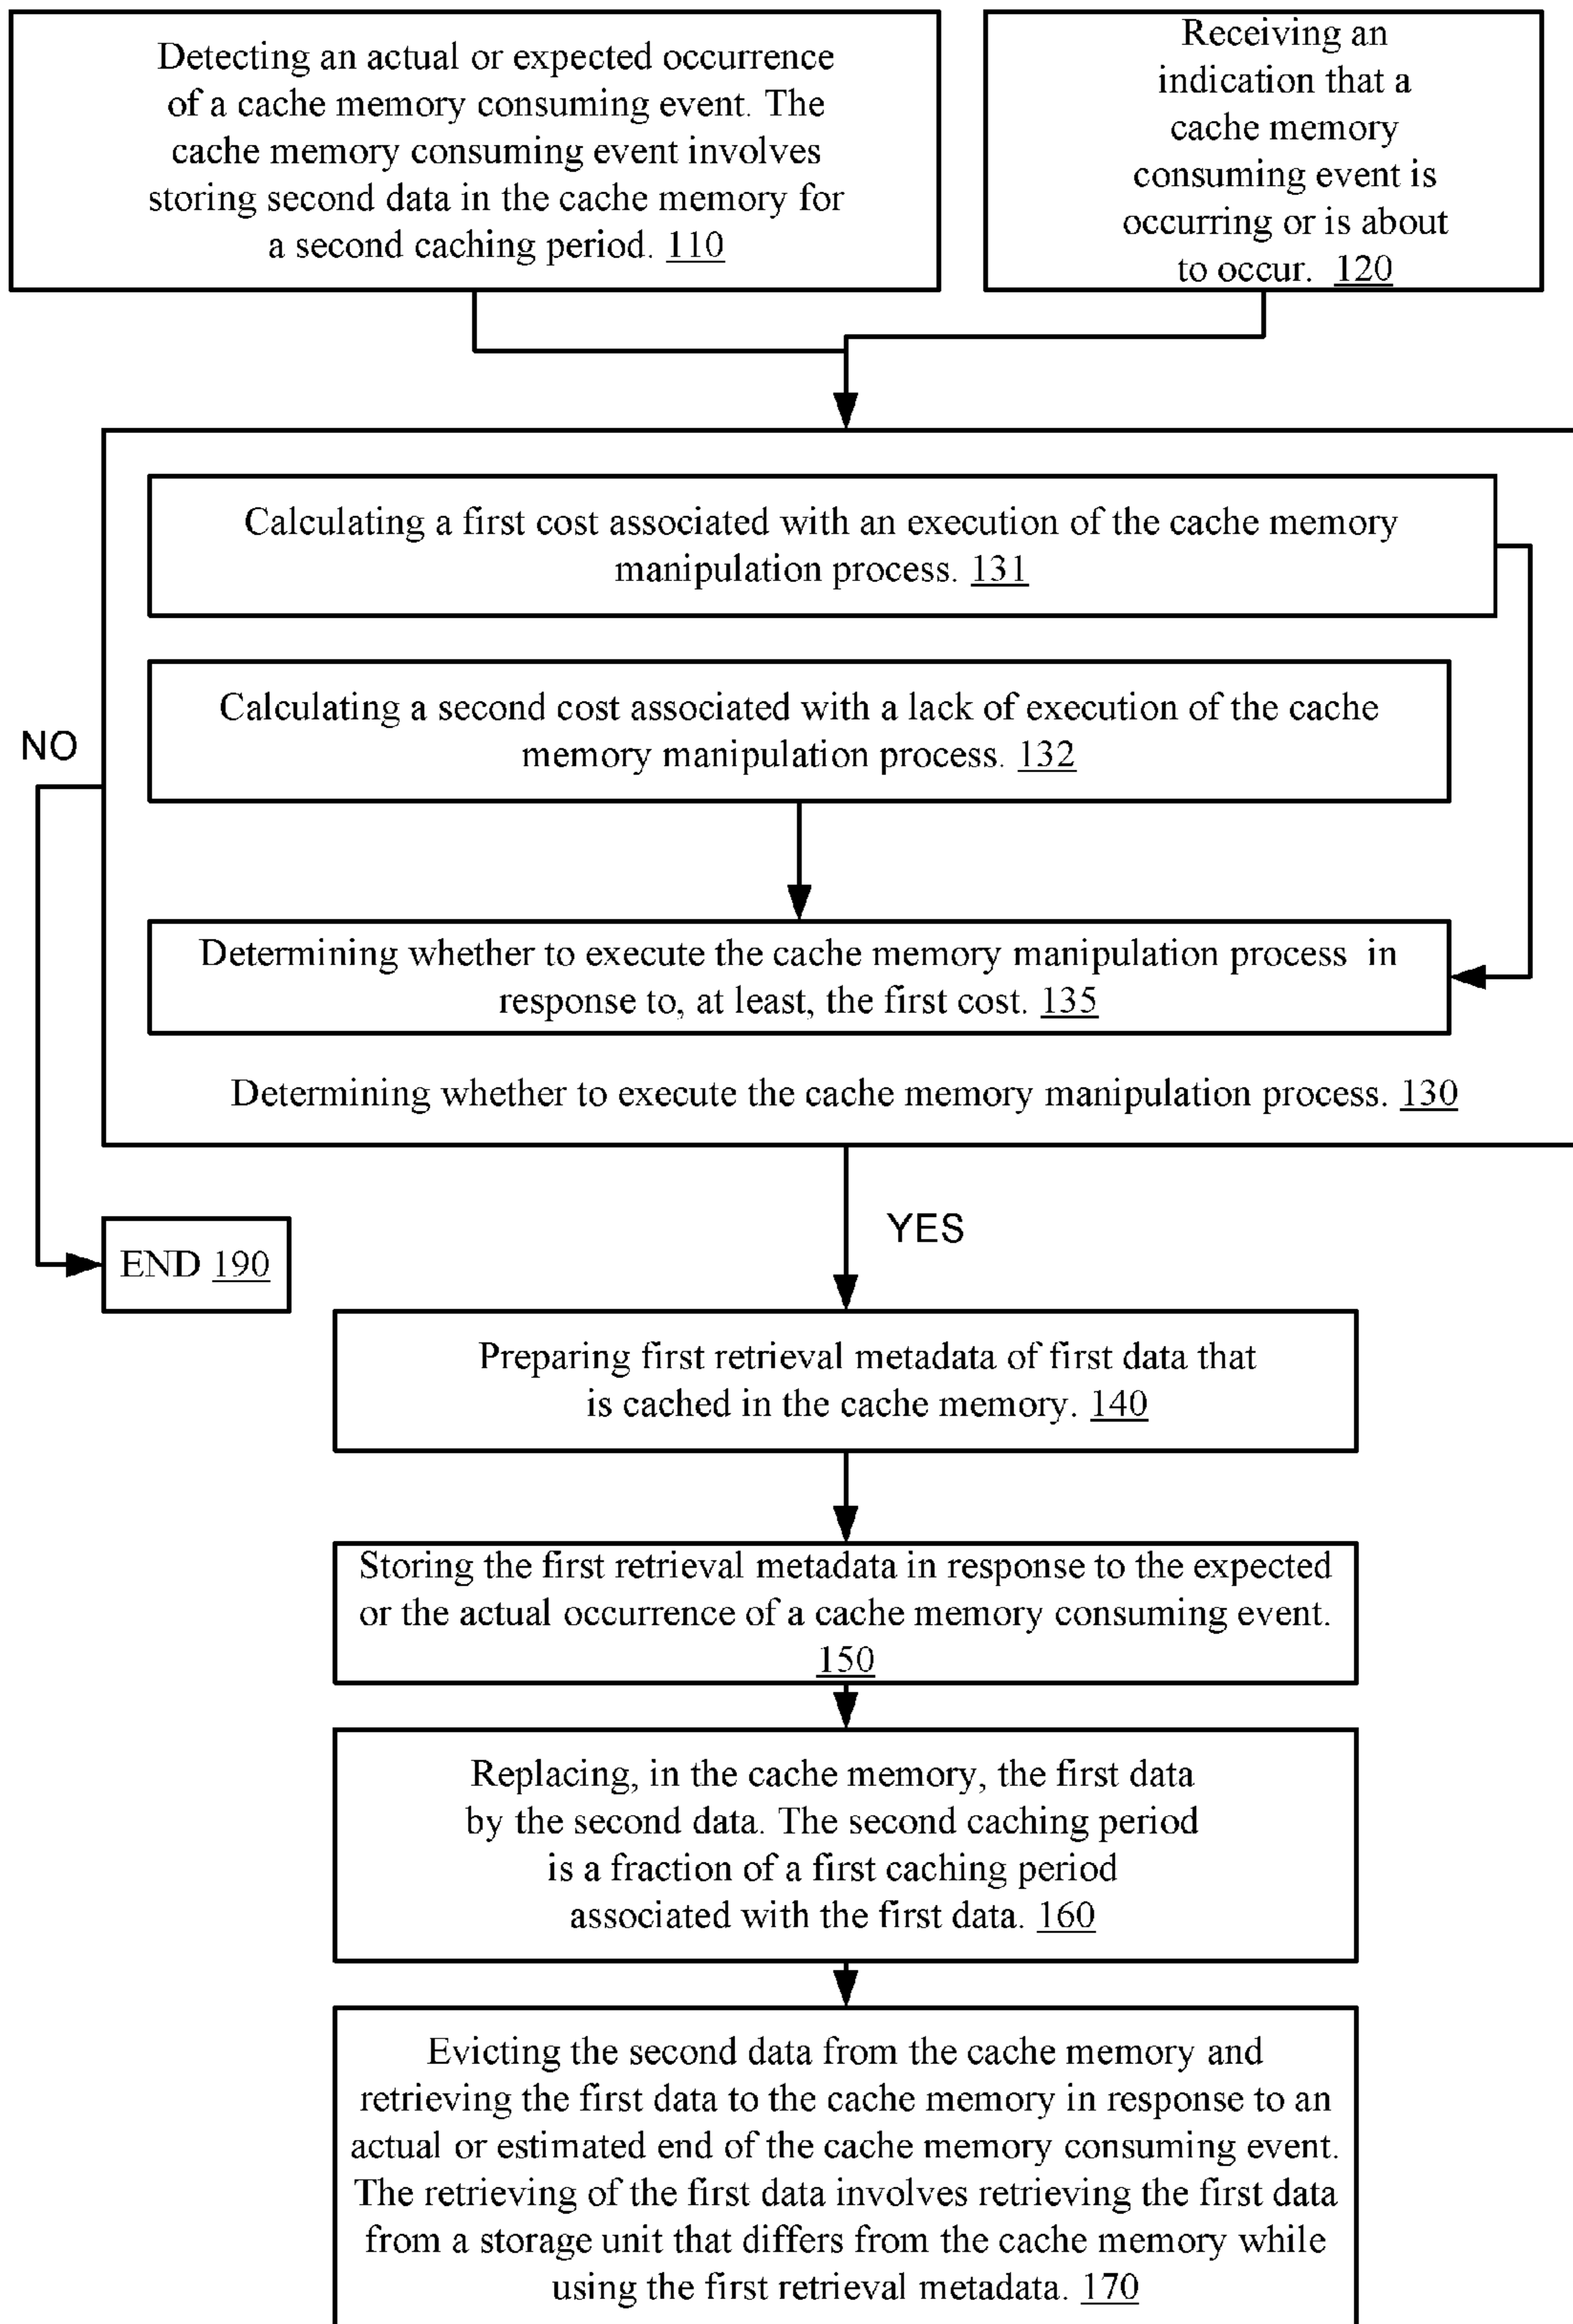 Detecting an actual or expected occurrence
of a cache memory consuming event. The
cache memory consuming event involves
storing second data in the cache memory for
a second caching period. 110
Receiving an
indication that a
cache memory
consuming event is
occurring or is about
to occur. 120
Calculating a first cost associated with an execution of the cache memory
manipulation process. 131
Calculating a second cost associated with a lack of execution of the cache
memory manipulation process. 132
NO
Determining whether to execute the cache memory manipulation process in
response to, at least, the first cost. 135
Determining whether to execute the cache memory manipulation process. 130
YES
END 190
Preparing first retrieval metadata of first data that
is cached in the cache memory. 140
Storing the first retrieval metadata in response to the expected
or the actual occurrence of a cache memory consuming event.
150
Replacing, in the cache memory, the first data
by the second data. The second caching period
is a fraction of a first caching period
associated with the first data. 160
Evicting the second data from the cache memory and
retrieving the first data to the cache memory in response to an
actual or estimated end of the cache memory consuming event.
The retrieving of the first data involves retrieving the first data
from a storage unit that differs from the cache memory while
using the first retrieval metadata. 170